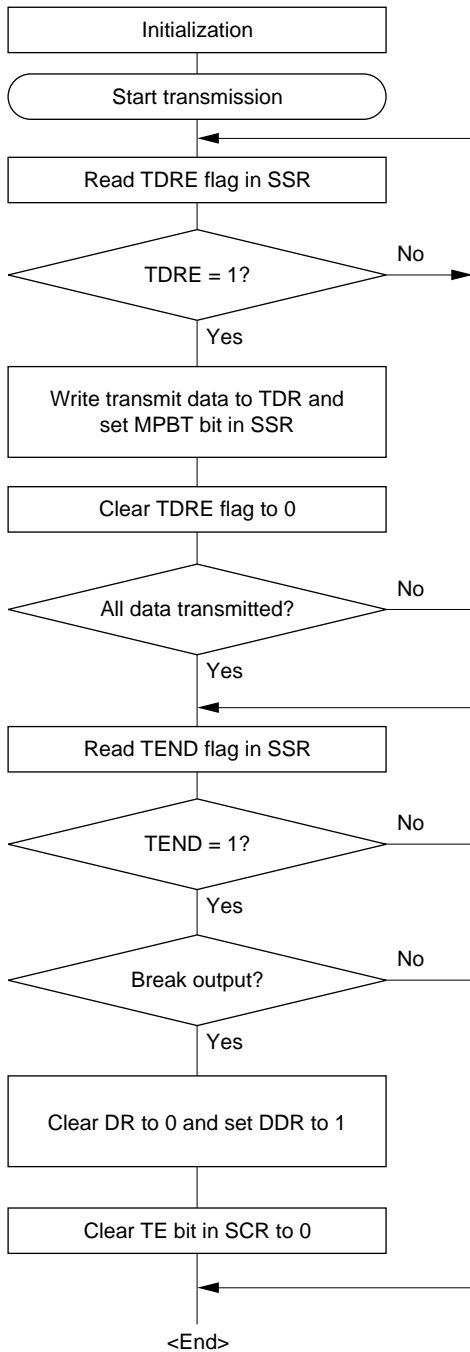 Initialization
Start transmission
Read TDRE flag in SSR
TDRE = 1?
No
Yes
Write transmit data to TDR and
set MPBT bit in SSR
Clear TDRE flag to 0
All data transmitted?
No
Yes
Read TEND flag in SSR
TEND = 1?
No
Yes
Break output?
No
Yes
Clear DR to 0 and set DDR to 1
Clear TE bit in SCR to 0
<End>